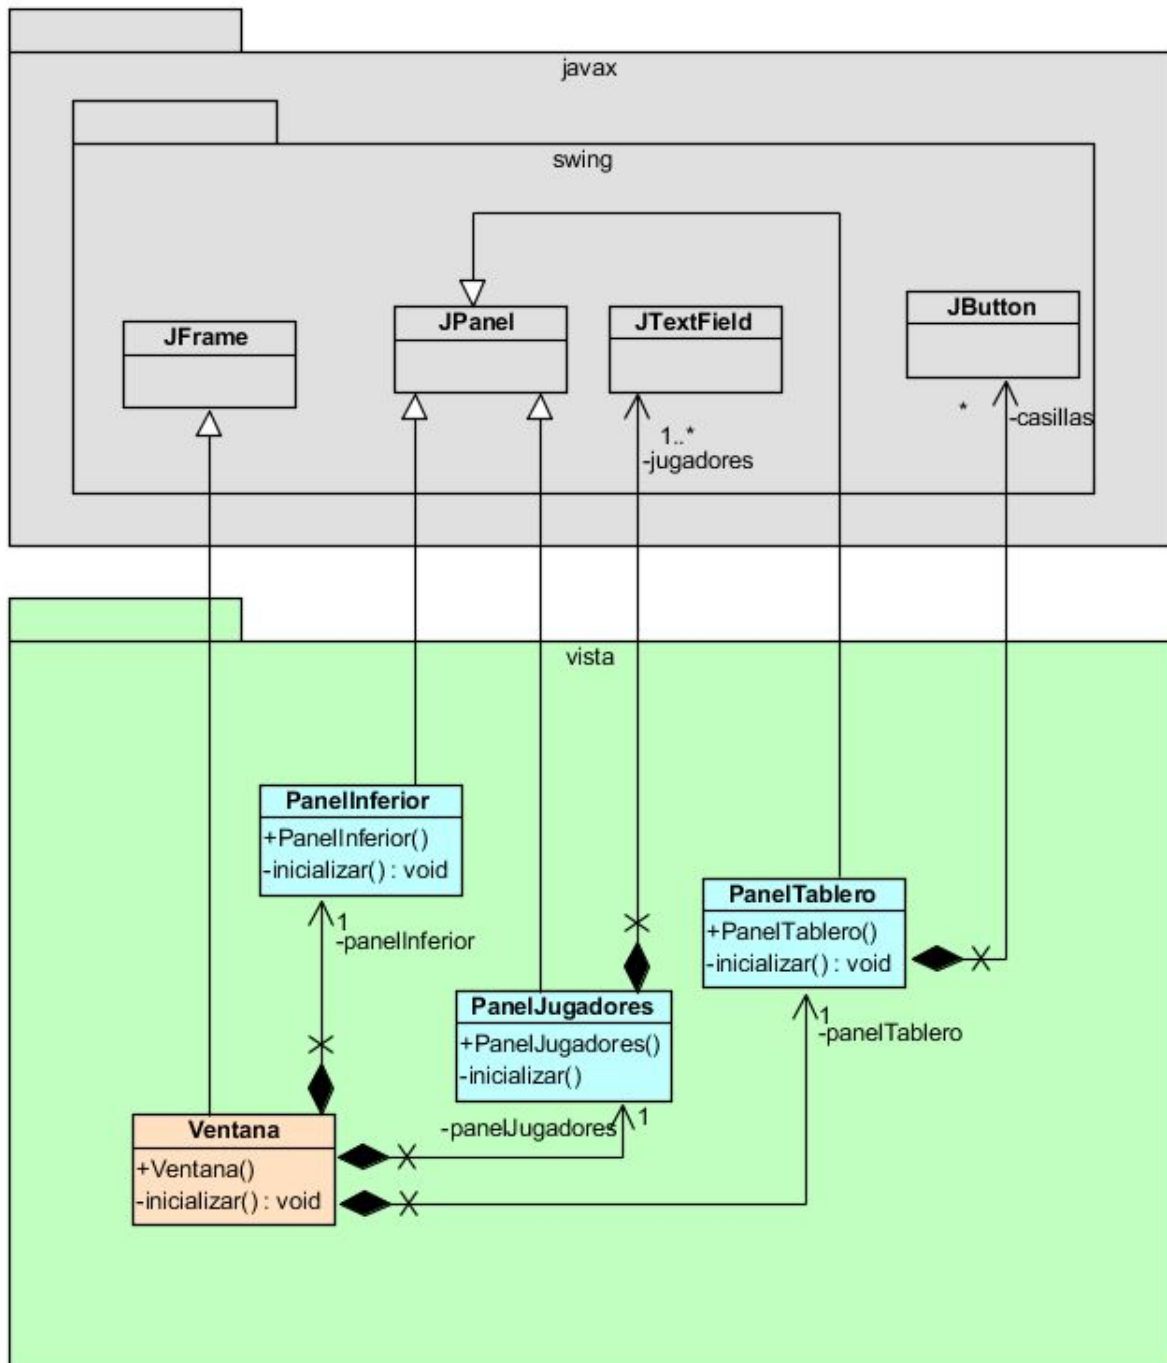 javax
swing
JFrame
JPanel
JTextField
JButton
*
-casillas
1..*
-jugadores
vista
PanelInferior
+PanelInferior()
-inicializar() : void
1
-panelInferior
PanelTablero
+PanelTablero()
-inicializar() : void
PanelJugadores
+PanelJugadores()
-inicializar()
1
-panelTablero
-panelJugadores
1
Ventana
+Ventana()
-inicializar() : void